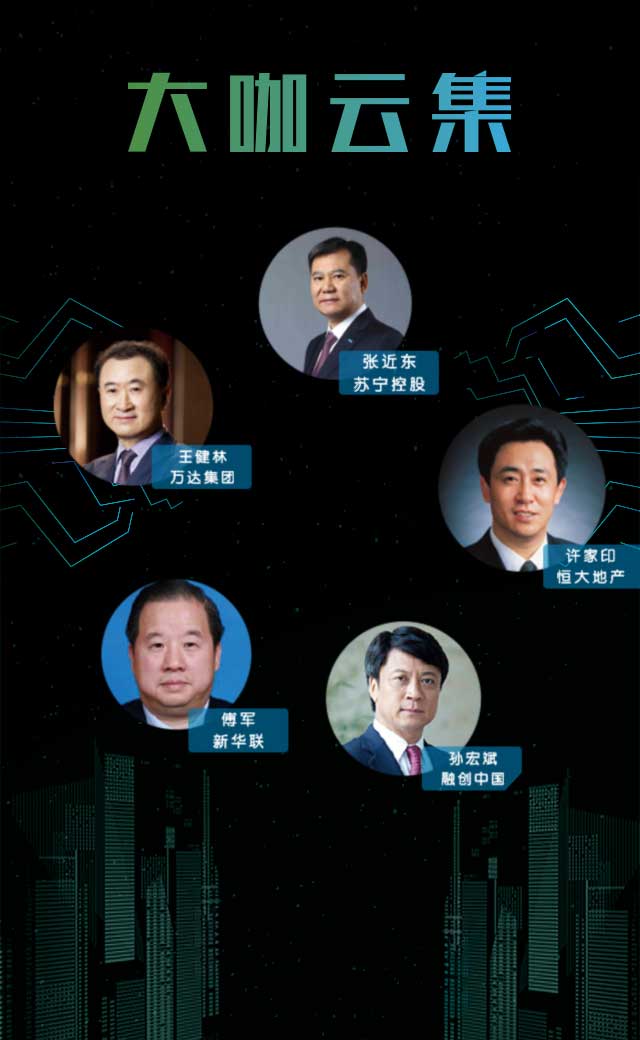 大咖云集
张近东
苏宁控股
王健林
万达集团
许家印
恒大地产
傅军
新华联
孙宏斌
融创中国